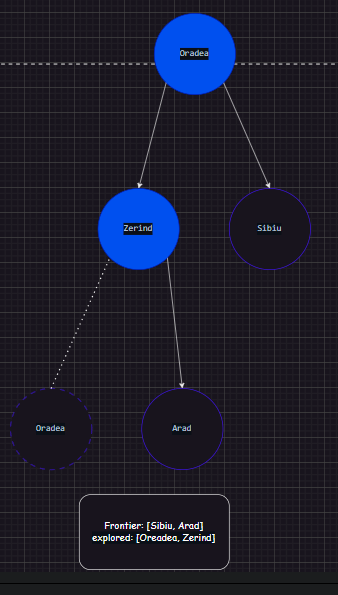 Oradea
Zerind
Sibiu
Oradea
Arad
Frontier: [Sibiu, Arad]
explored: [Oreadea, Zerind]